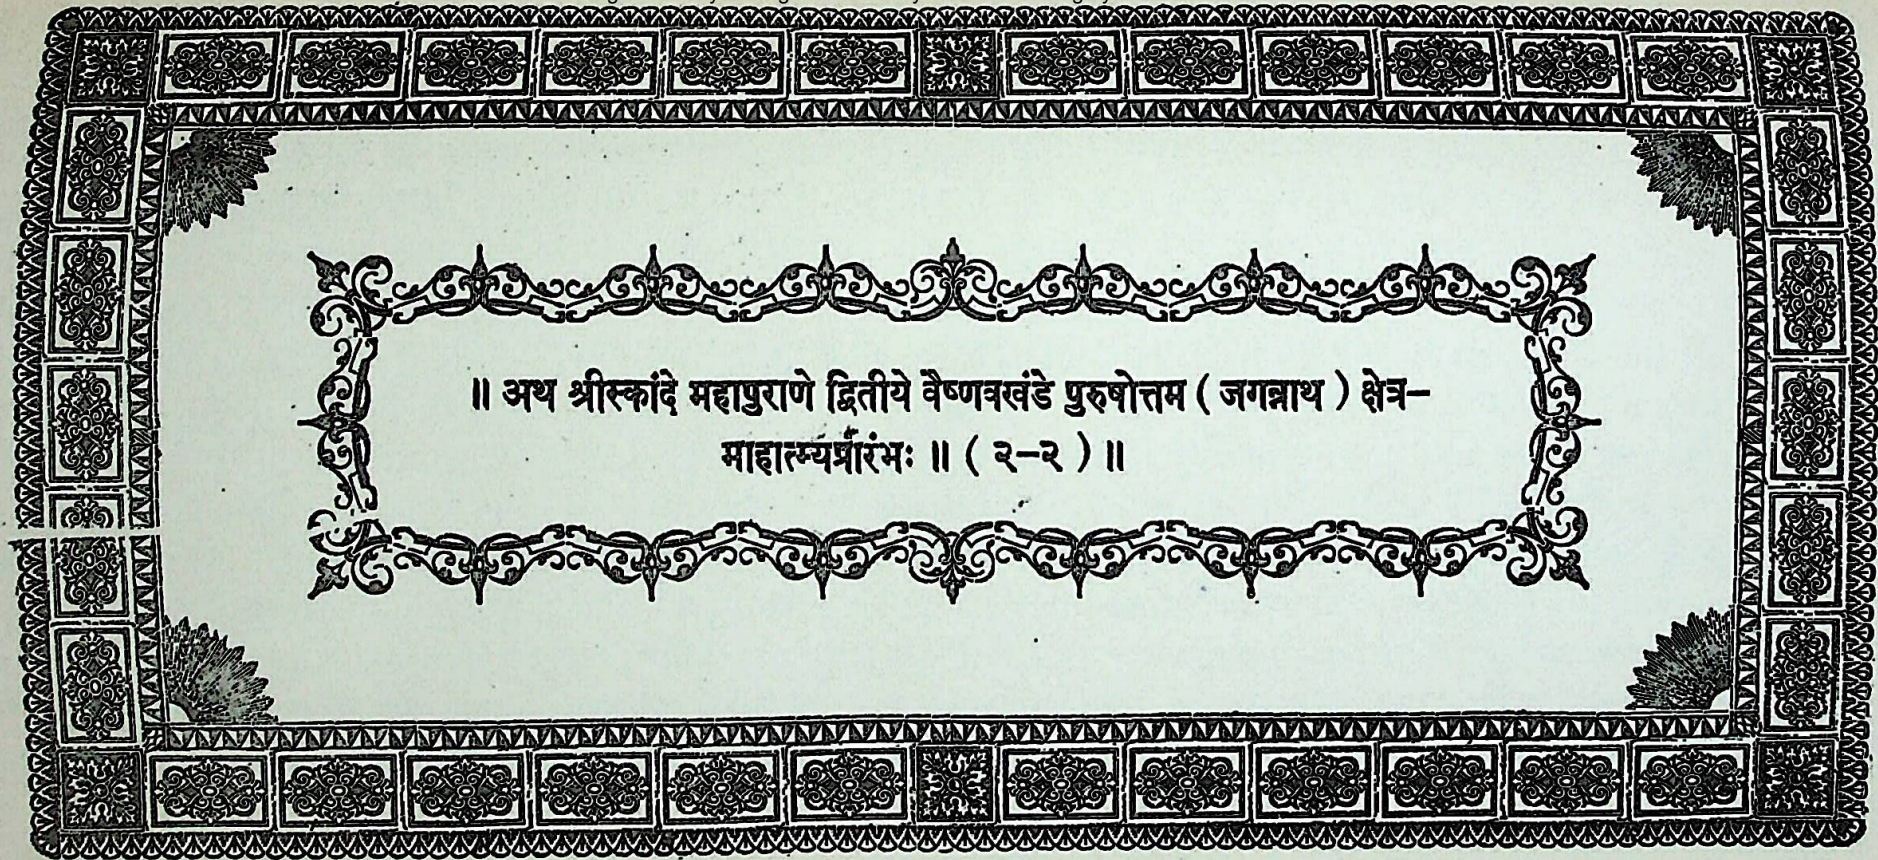 ॥ अथ श्रीस्कांदे महापुराणे द्वितीये वैष्णवखंडे पुरुषोत्तम ( जगन्नाथ ) क्षेत्र-
माहात्म्यप्रारंभः ॥ ( २-२ ) ॥